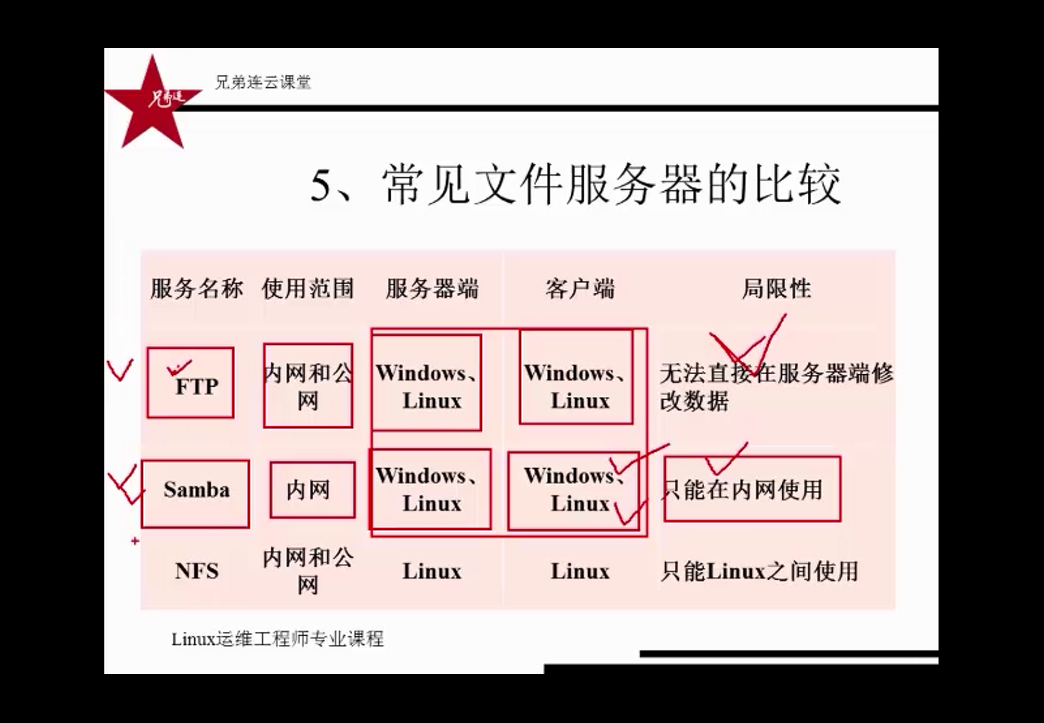 兄弟连云课堂
兄弟连
5、常见文件服务器的比较
服务名称 使用范围 服务器端 客户端 局限性
FTP 内网和公网 Windows、Linux Windows、Linux 无法直接在服务器端修改数据
Samba 内网 Windows、Linux Windows、Linux 只能在内网使用
NFS 内网和公网 Linux Linux 只能Linux之间使用
Linux运维工程师专业课程